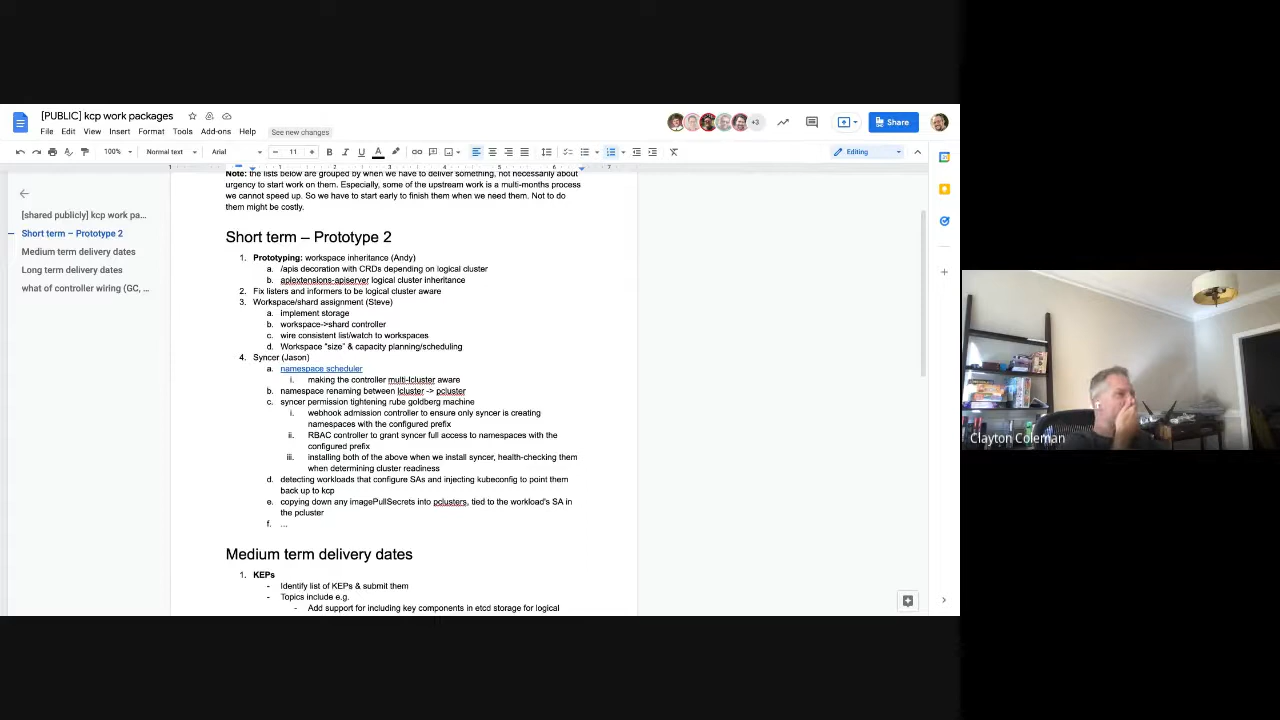 [PUBLIC] kcp work packages
File Edit View Insert Format Tools Add-ons Help See new changes
+3
Share
100% Normal text Arial 11 Editing
[shared publicly] kcp work pa...
Short term – Prototype 2
Medium term delivery dates
Long term delivery dates
what of controller wiring (GC, ...
Note: the lists below are grouped by when we have to deliver something, not necessarily about
urgency to start work on them. Especially, some of the upstream work is a multi-months process
we cannot speed up. So we have to start early to finish them when we need them. Not to do
them might be costly.
Short term – Prototype 2
1. Prototyping: workspace inheritance (Andy)
a. /apis decoration with CRDs depending on logical cluster
b. apiextensions-apiserver logical cluster inheritance
2. Fix listers and informers to be logical cluster aware
3. Workspace/shard assignment (Steve)
a. implement storage
b. workspace->shard controller
c. wire consistent list/watch to workspaces
d. Workspace "size" & capacity planning/scheduling
4. Syncer (Jason)
a. namespace scheduler
i. making the controller multi-lcluster aware
b. namespace renaming between lcluster -> pcluster
c. syncer permission tightening rube goldberg machine
i. webhook admission controller to ensure only syncer is creating
namespaces with the configured prefix
ii. RBAC controller to grant syncer full access to namespaces with the
configured prefix
iii. installing both of the above when we install syncer, health-checking them
when determining cluster readiness
d. detecting workloads that configure SAs and injecting kubeconfig to point them
back up to kcp
e. copying down any imagePullSecrets into pclusters, tied to the workload's SA in
the pcluster
f. ...
Medium term delivery dates
1. KEPs
- Identify list of KEPs & submit them
- Topics include e.g.
- Add support for including key components in etcd storage for logical
Clayton Coleman